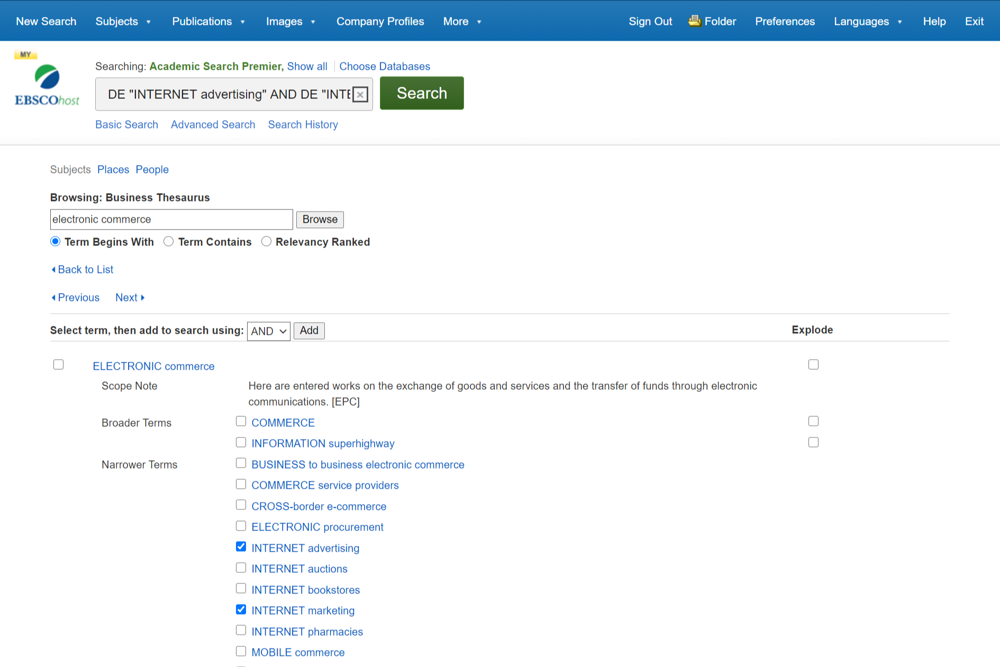 New Search Subjects Publications Images Company Profiles More Sign Out Folder Preferences Languages Help Exit
MY
EBSCOhost
Searching: Academic Search Premier, Show all Choose Databases
DE "INTERNET advertising" AND DE "INTE
Search
Basic Search Advanced Search Search History
Subjects Places People
Browsing: Business Thesaurus
electronic commerce Browse
Term Begins With Term Contains Relevancy Ranked
Back to List
Previous Next
Select term, then add to search using: AND Add Explode
ELECTRONIC commerce
Scope Note Here are entered works on the exchange of goods and services and the transfer of funds through electronic
communications. [EPC]
Broader Terms COMMERCE
INFORMATION superhighway
Narrower Terms BUSINESS to business electronic commerce
COMMERCE service providers
CROSS-border e-commerce
ELECTRONIC procurement
INTERNET advertising
INTERNET auctions
INTERNET bookstores
INTERNET marketing
INTERNET pharmacies
MOBILE commerce